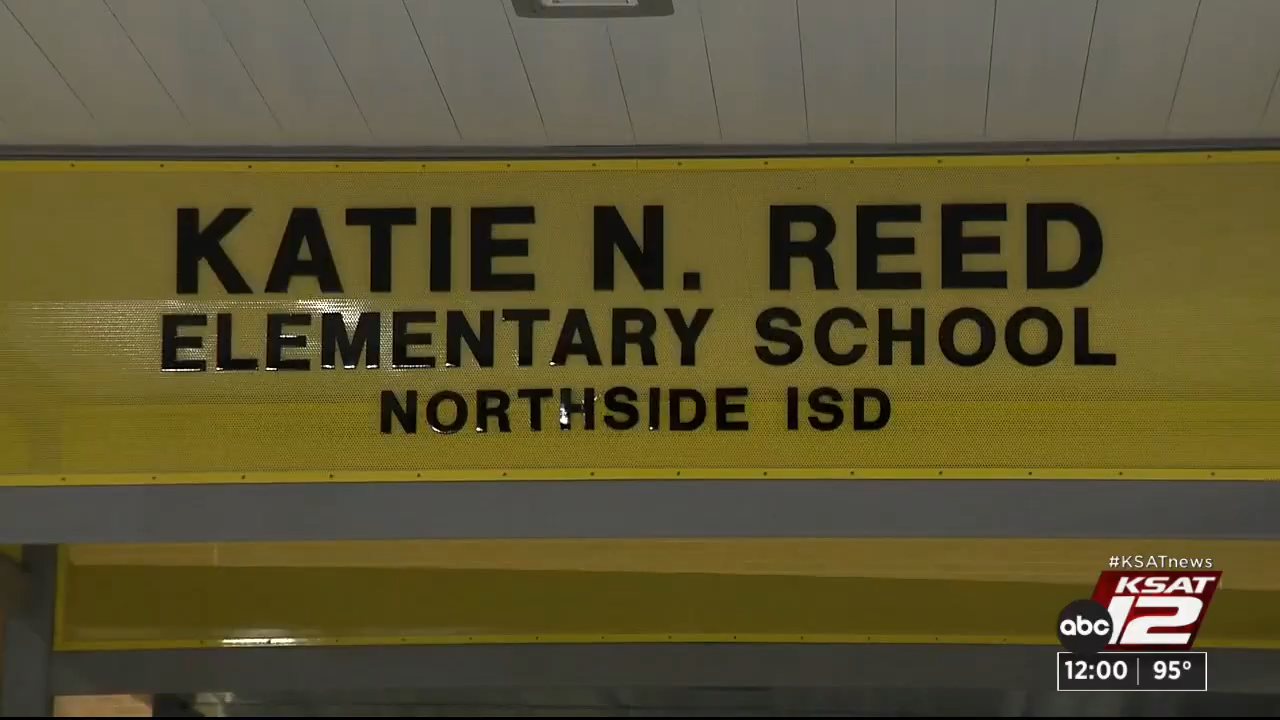 KATIE N. REED
ELEMENTARY SCHOOL
NORTHSIDE ISD
#KSATnews
KSAT
abc 12
12:00 95°